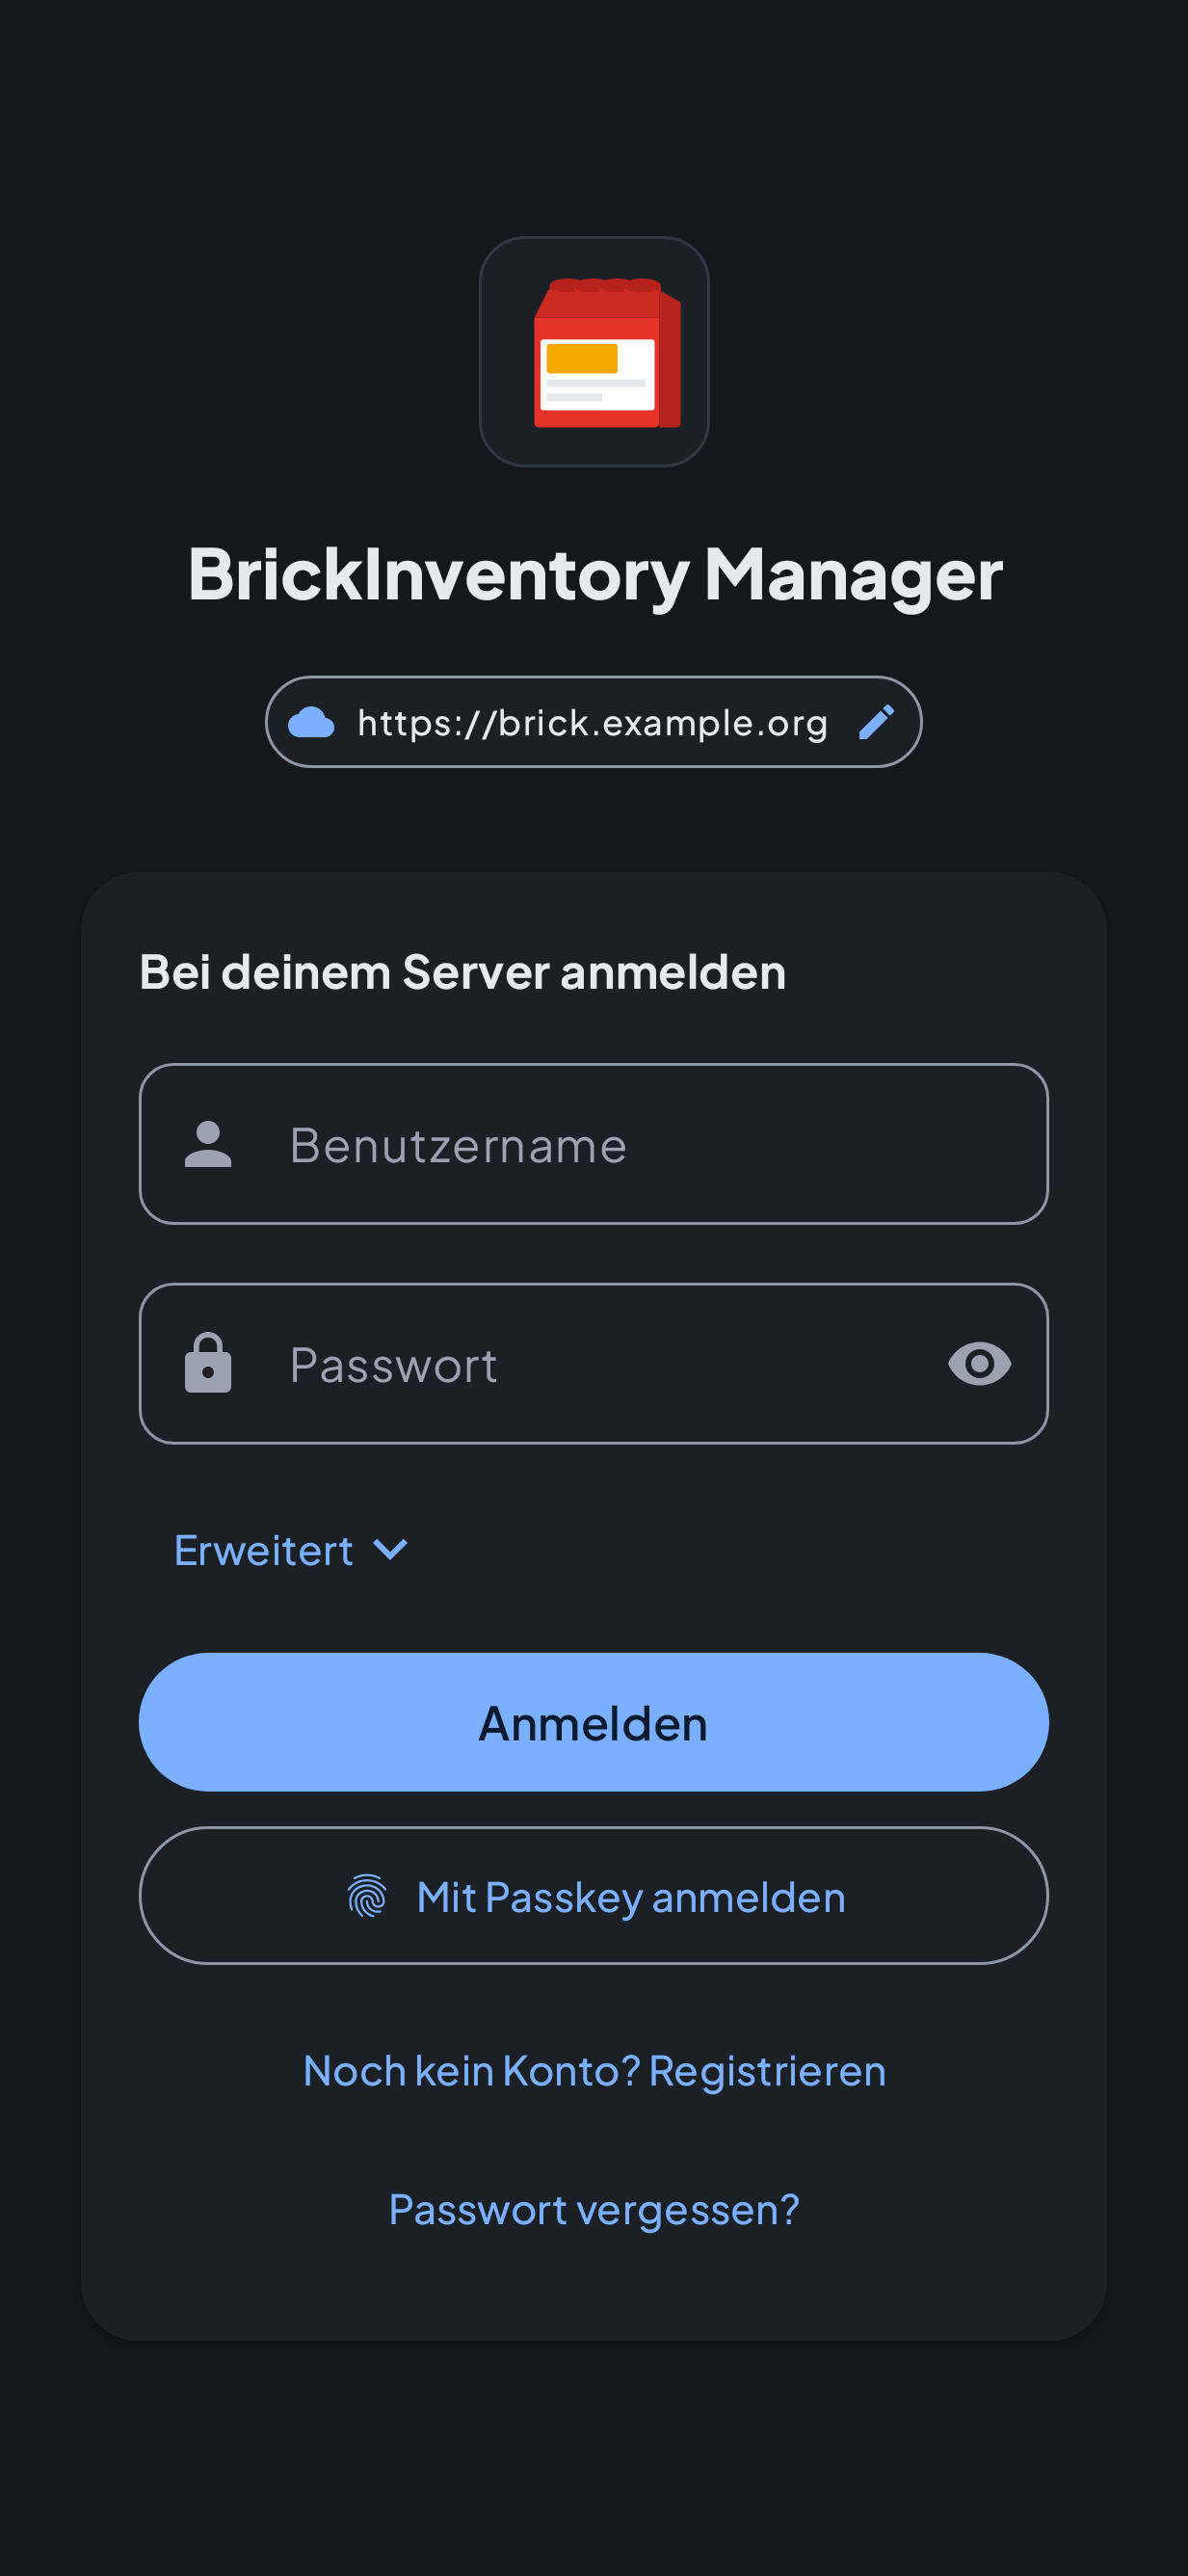 BrickInventory Manager
https://brick.example.org
Bei deinem Server anmelden
Benutzername
Passwort
Erweitert
Anmelden
Mit Passkey anmelden
Noch kein Konto? Registrieren
Passwort vergessen?